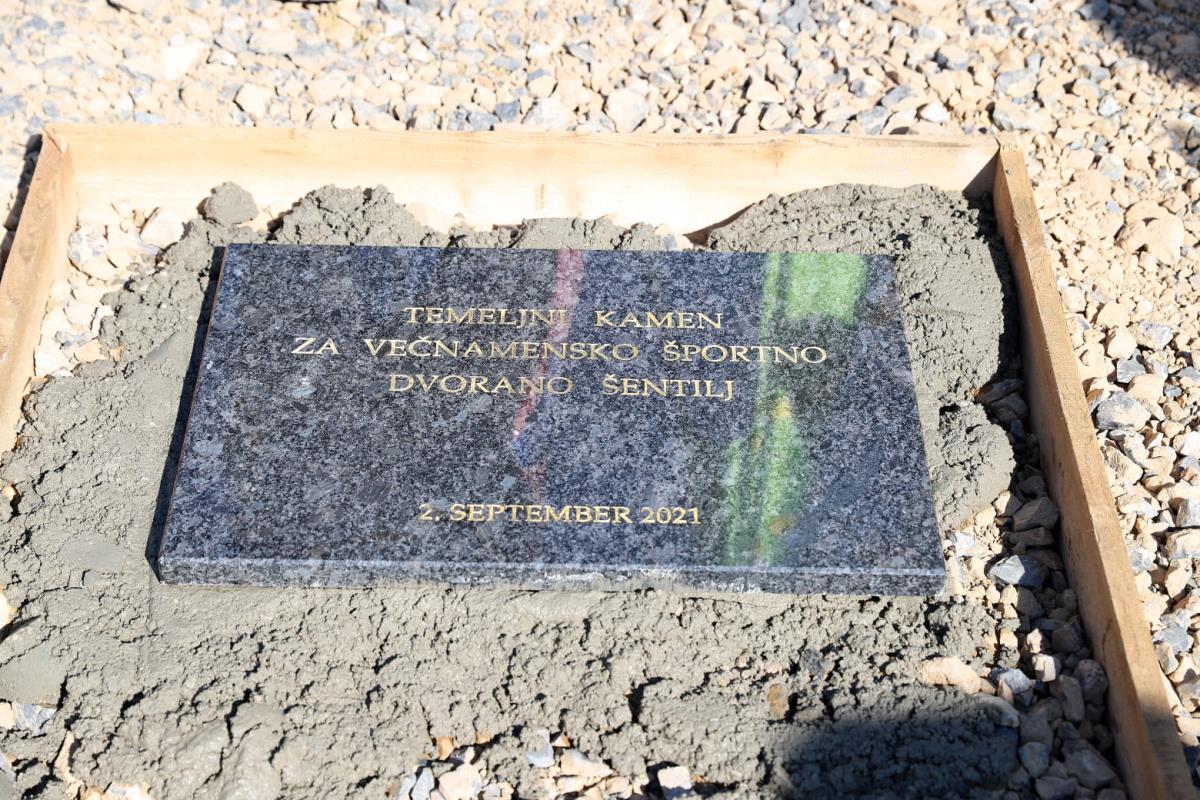 TEMELJNI KAMEN
ZA VEČNAMENSKO ŠPORTNO
DVORANO ŠENTILJ
2. SEPTEMBER 2021